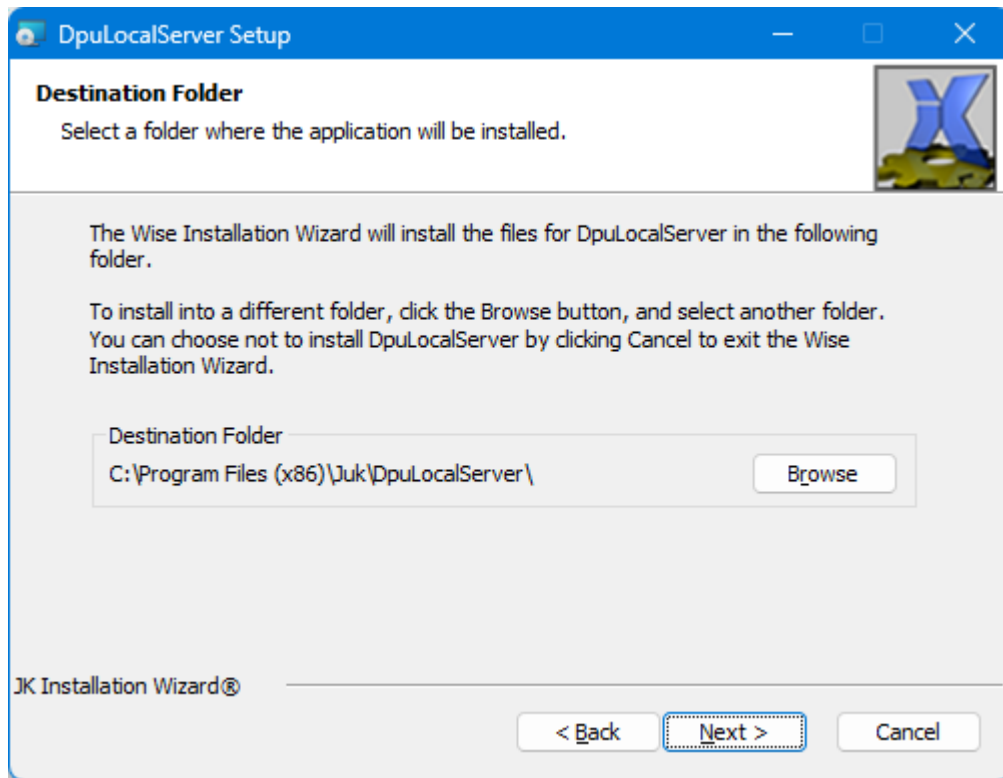 DpuLocalServer Setup
Destination Folder
Select a folder where the application will be installed.
The Wise Installation Wizard will install the files for DpuLocalServer in the following
folder.
To install into a different folder, click the Browse button, and select another folder.
You can choose not to install DpuLocalServer by clicking Cancel to exit the Wise
Installation Wizard.
Destination Folder
C:\Program Files (x86)\Juk\DpuLocalServer\
Browse
JK Installation Wizard®
< Back
Next >
Cancel